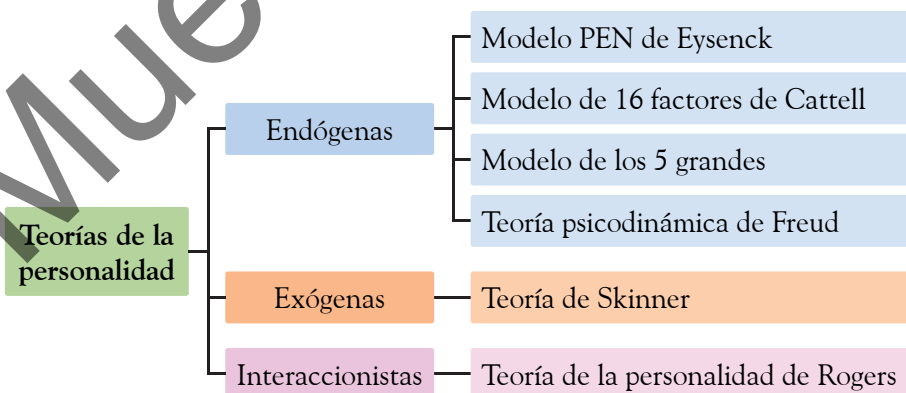 Mue
Modelo PEN de Eysenck
Modelo de 16 factores de Cattell
Endógenas
Modelo de los 5 grandes
Teoría psicodinámica de Freud
Teorías de la
personalidad
Exógenas
Teoría de Skinner
Interaccionistas
Teoría de la personalidad de Rogers